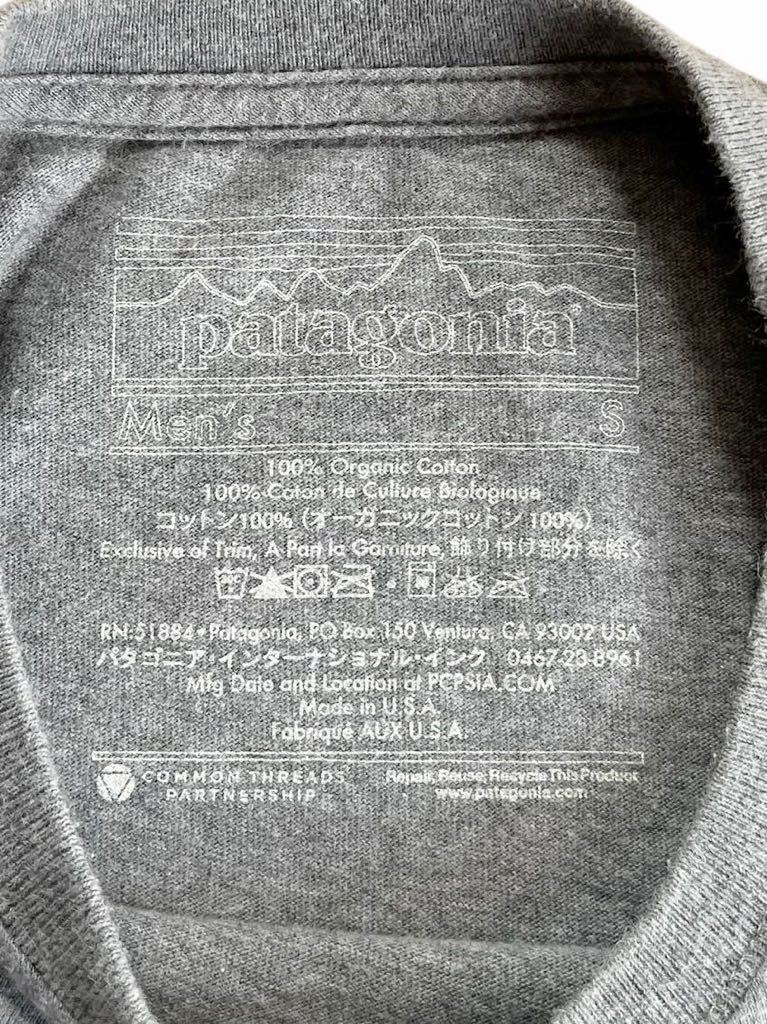 patagonia®
Men's S
100% Organic Cotton
100% Coton de Culture Biologique
コットン100% (オーガニックコットン 100%)
Exclusive of Trim, A Part la Garniture, 飾り付け部分を除く
RN:51884 • Patagonia, PO Box 150 Ventura, CA 93002 USA
パタゴニア・インターナショナル・インク 0467-23-8961
Mfg Date and Location at PCPSIA.COM
Made in U.S.A.
Fabriqué AUX U.S.A.
COMMON THREADS
PARTNERSHIP
Repair, Reuse, Recycle This Product
www.patagonia.com